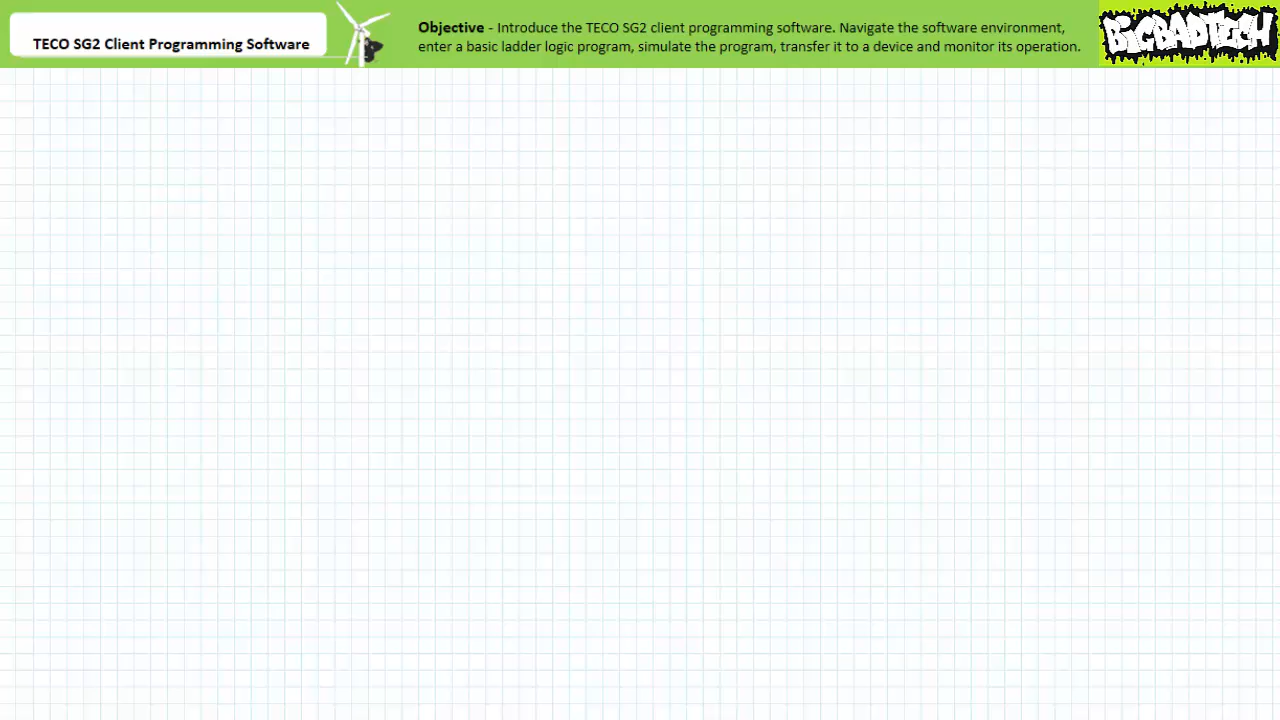 TECO SG2 Client Programming Software
Objective - Introduce the TECO SG2 client programming software. Navigate the software environment,
enter a basic ladder logic program, simulate the program, transfer it to a device and monitor its operation.
BIGBADTECH